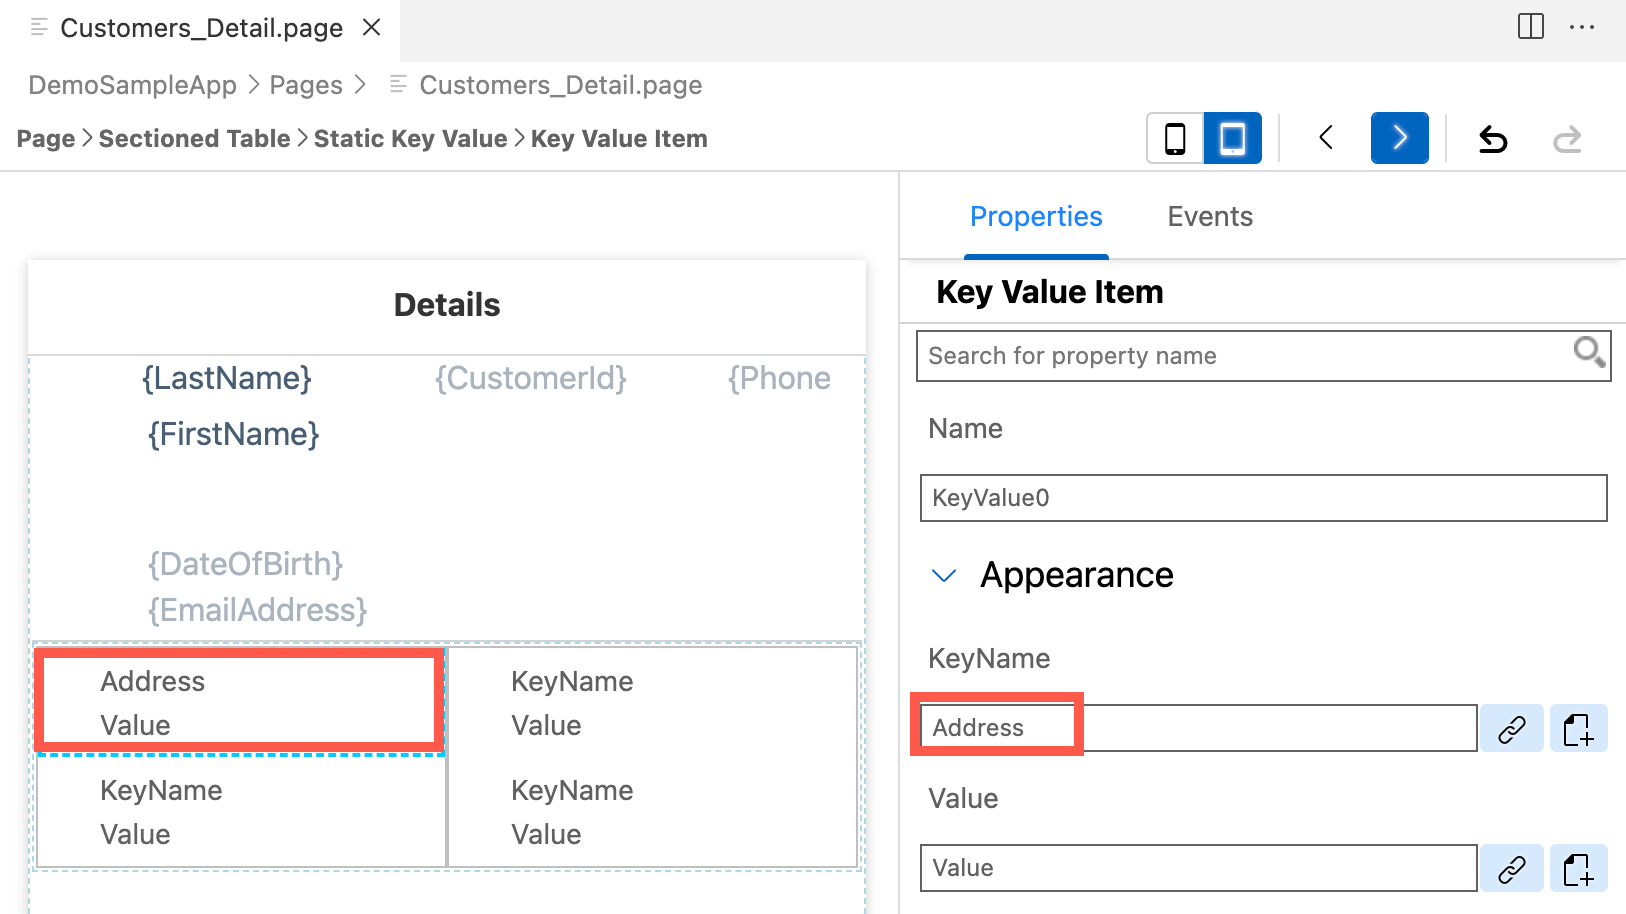 Customers_Detail.page
DemoSampleApp > Pages > Customers_Detail.page
Page > Sectioned Table > Static Key Value > Key Value Item
Details
{LastName} {CustomerId} {Phone
{FirstName}
{DateOfBirth}
{EmailAddress}
Address
Value
KeyName
Value
KeyName
Value
KeyName
Value
Properties Events
Key Value Item
Search for property name
Name
KeyValue0
Appearance
KeyName
Address
Value
Value